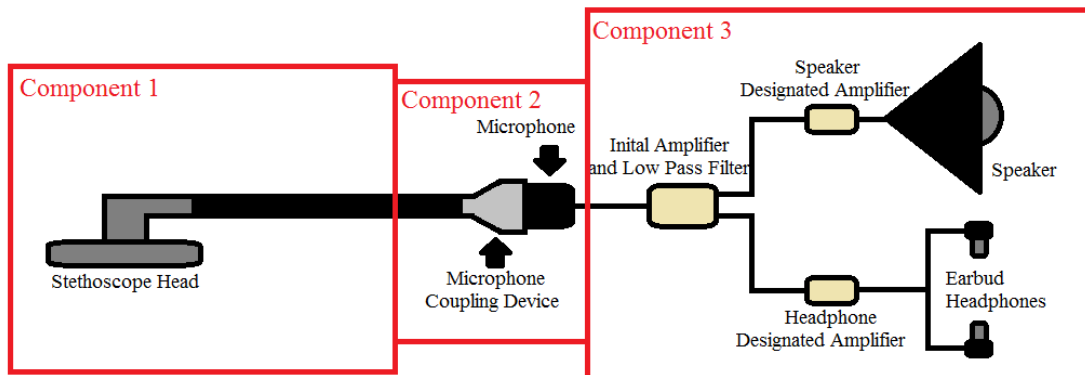 Component 1
Component 2
Component 3
Stethoscope Head
Microphone
Microphone
Coupling Device
Inital Amplifier
and Low Pass Filter
Speaker
Designated Amplifier
Speaker
Headphone
Designated Amplifier
Earbud
Headphones